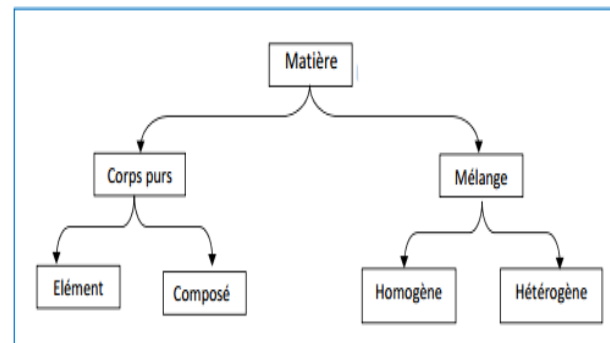 Matière
Corps purs
Mélange
Elément
Composé
Homogène
Hétérogène